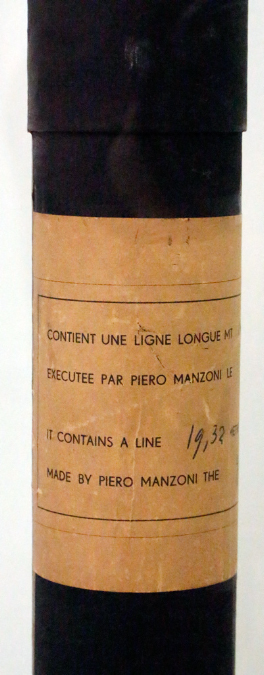 CONTIENT UNE LIGNE LONGUE MT
EXECUTEE PAR PIERO MANZONI LE
IT CONTAINS A LINE 19,32
MADE BY PIERO MANZONI THE